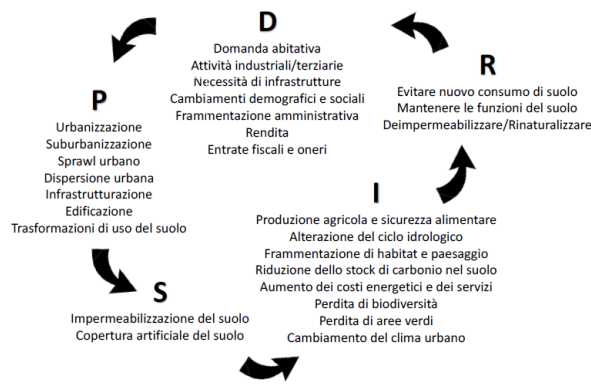 D
Domanda abitativa
Attività industriali/terziarie
Necessità di infrastrutture
Cambiamenti demografici e sociali
Frammentazione amministrativa
Rendita
Entrate fiscali e oneri
P
Urbanizzazione
Suburbanizzazione
Sprawl urbano
Dispersione urbana
Infrastrutturazione
Edificazione
Trasformazioni di uso del suolo
S
Impermeabilizzazione del suolo
Copertura artificiale del suolo
I
Produzione agricola e sicurezza alimentare
Alterazione del ciclo idrologico
Frammentazione di habitat e paesaggio
Riduzione dello stock di carbonio nel suolo
Aumento dei costi energetici e dei servizi
Perdita di biodiversità
Perdita di aree verdi
Cambiamento del clima urbano
R
Evitare nuovo consumo di suolo
Mantenere le funzioni del suolo
Deimpermeabilizzare/Rinaturalizzare